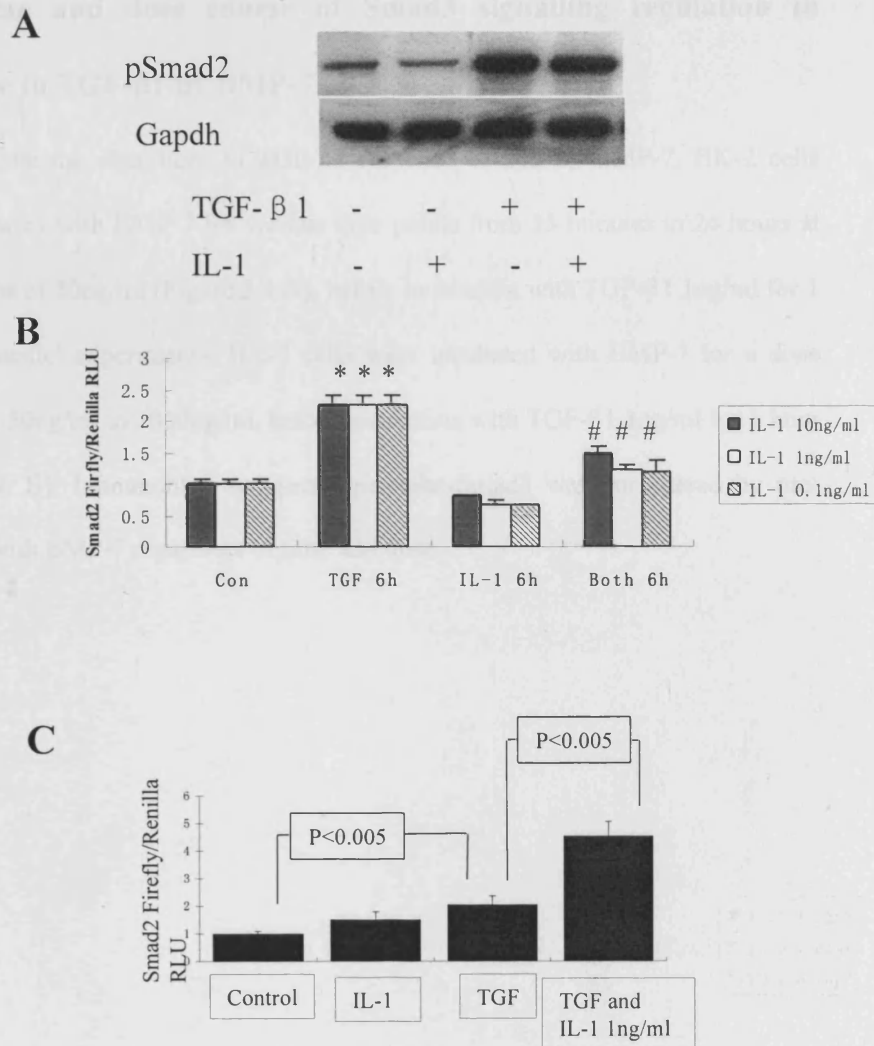 A
pSmad2
Gapdh
TGF-β1 - - + +
IL-1 - + - +
B
Smad2 Firfly/Renilla RLU
3
2.5
1.5
0.5
0
* * *
# # #
Con TGF 6h IL-1 6h Both 6h
IL-1 10ng/ml
IL-1 1ng/ml
IL-1 0.1ng/ml
C
Smad2 Firefly/Renilla
RLU
6
5
4
3
2
1
0
P<0.005
P<0.005
Control IL-1 TGF TGF and
IL-1 1ng/ml